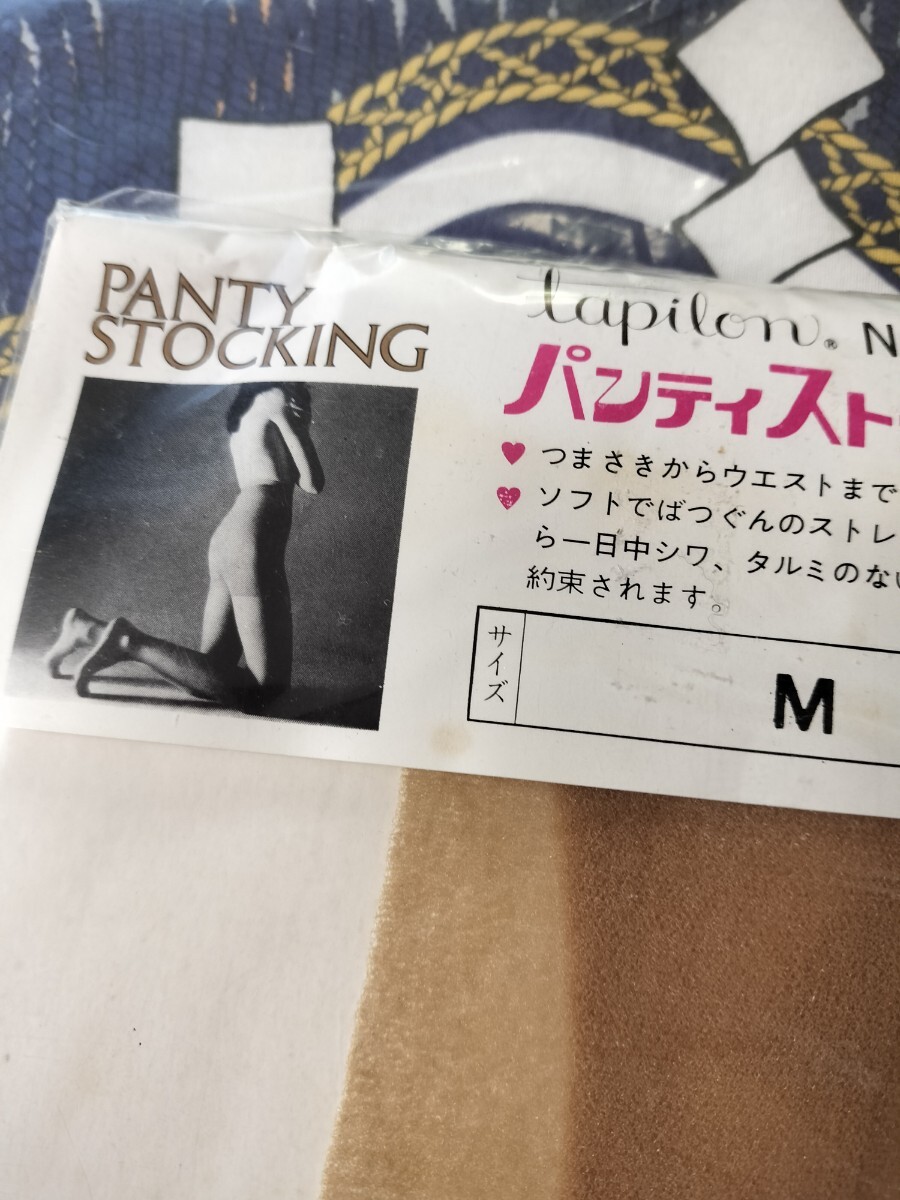 PANTY
STOCKING
tapilon® N
パンティスト
♥ つまさきからウエストまで
♥ ソフトでばつぐんのストレ
ら一日中シワ、タルミのない
約束されます。
サイズ
M